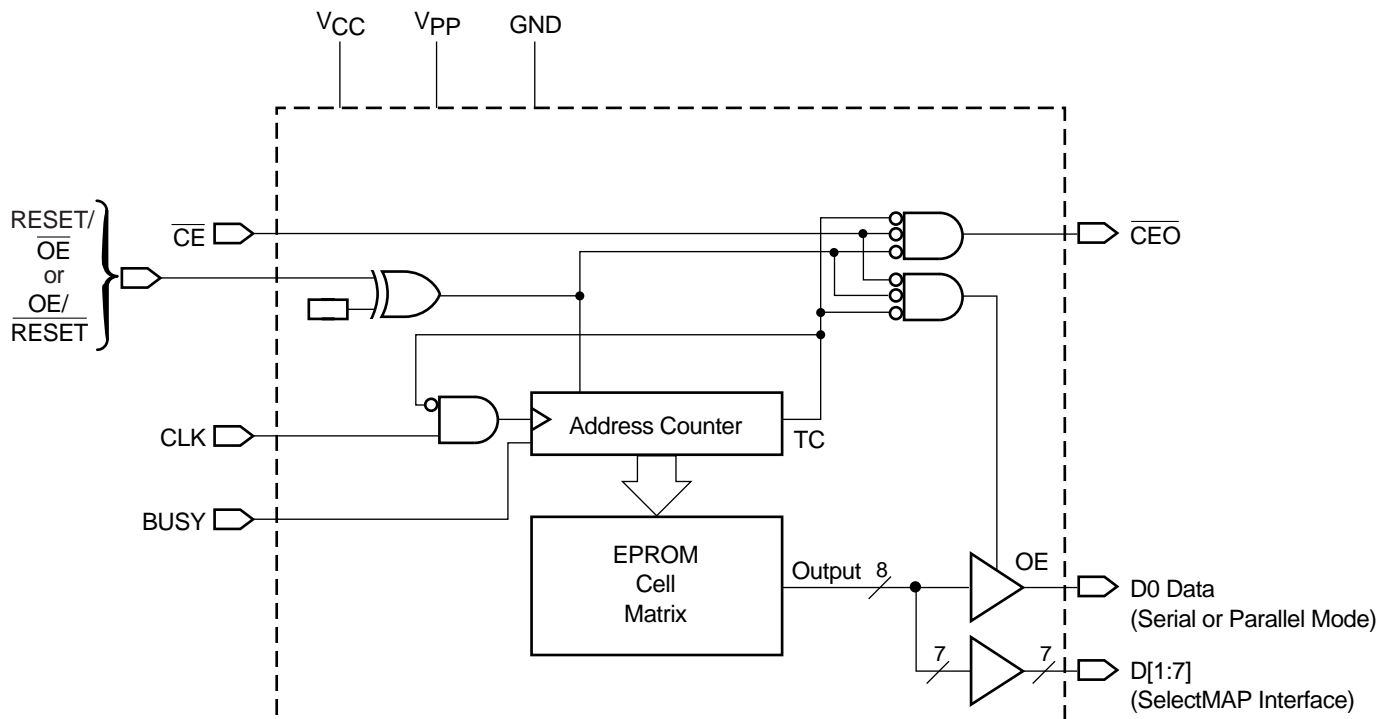 VCC
VPP
GND
RESET/
OE
or
OE/
RESET
CE
CEO
CLK
Address Counter
TC
BUSY
EPROM
Cell
Matrix
Output
8
OE
D0 Data
(Serial or Parallel Mode)
7
7
D[1:7]
(SelectMAP Interface)